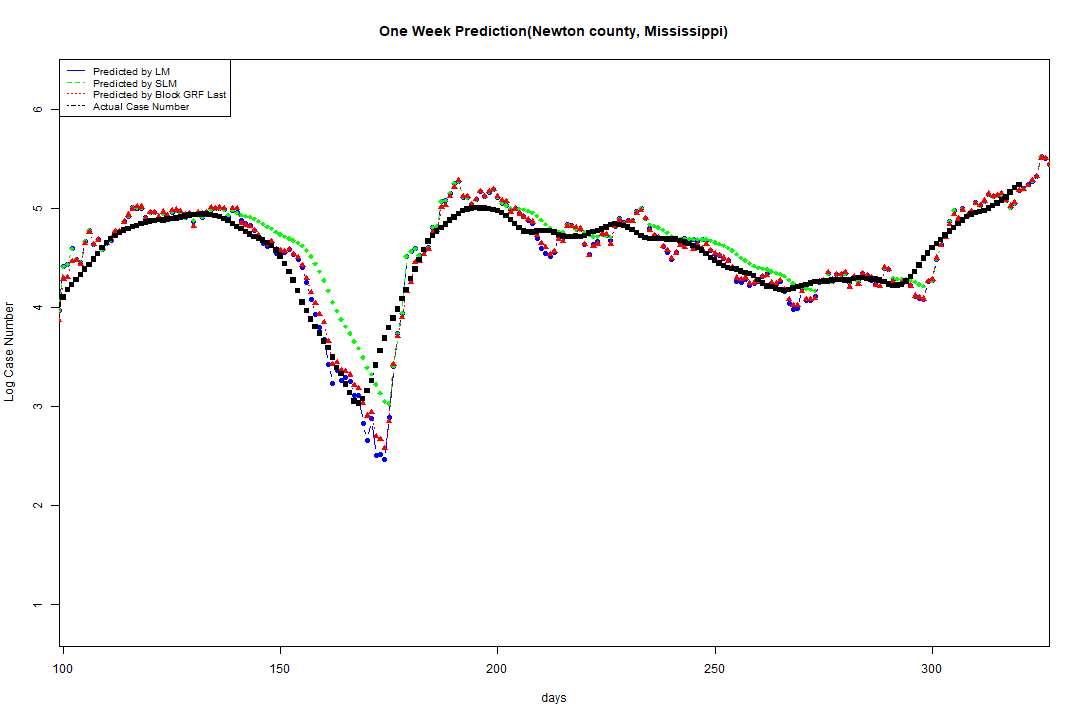 One Week Prediction(Newton county, Mississippi)
Predicted by LM
Predicted by SLM
Predicted by Block GRF Last
Actual Case Number
6
5
4
3
2
1
Log Case Number
100 150 200 250 300
days